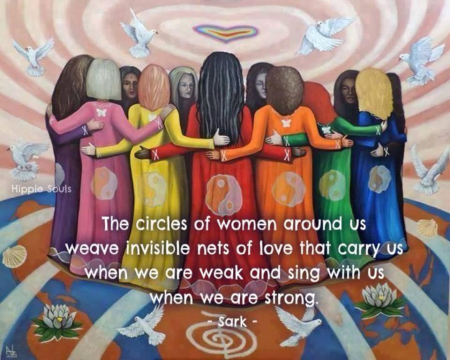 Hippie Souls
The circles of women around us
weave invisible nets of love that carry us
when we are weak and sing with us
when we are strong.
- Sark -